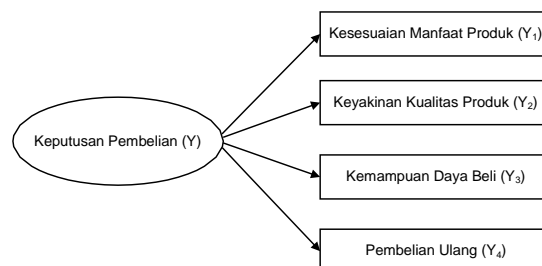 Kesesuaian Manfaat Produk (Y₁)
Keyakinan Kualitas Produk (Y₂)
Keputusan Pembelian (Y)
Kemampuan Daya Beli (Y₃)
Pembelian Ulang (Y₄)